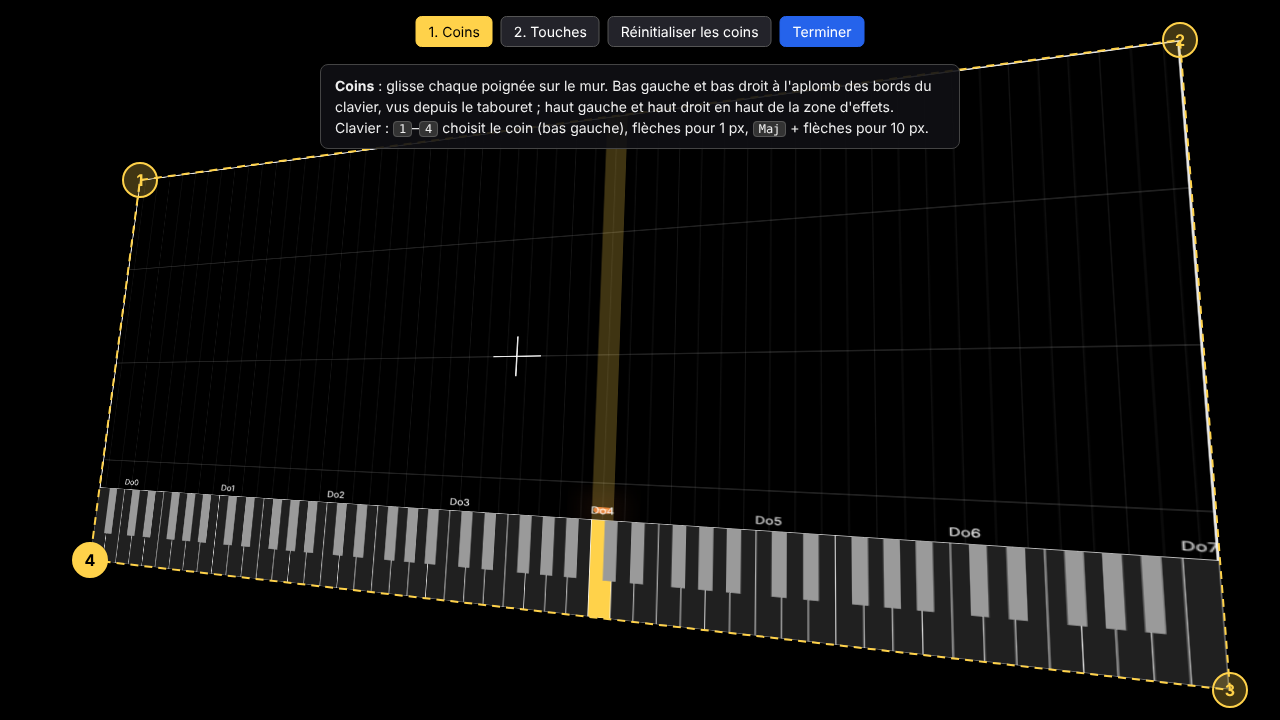 1. Coins
2. Touches
Réinitialiser les coins
Terminer
Coins : glisse chaque poignée sur le mur. Bas gauche et bas droit à l'aplomb des bords du
clavier, vus depuis le tabouret ; haut gauche et haut droit en haut de la zone d'effets.
Clavier : 1–4 choisit le coin (bas gauche), flèches pour 1 px, Maj + flèches pour 10 px.
2
1
Do0
Do1
Do2
Do3
Do4
Do5
Do6
Do7
4
3